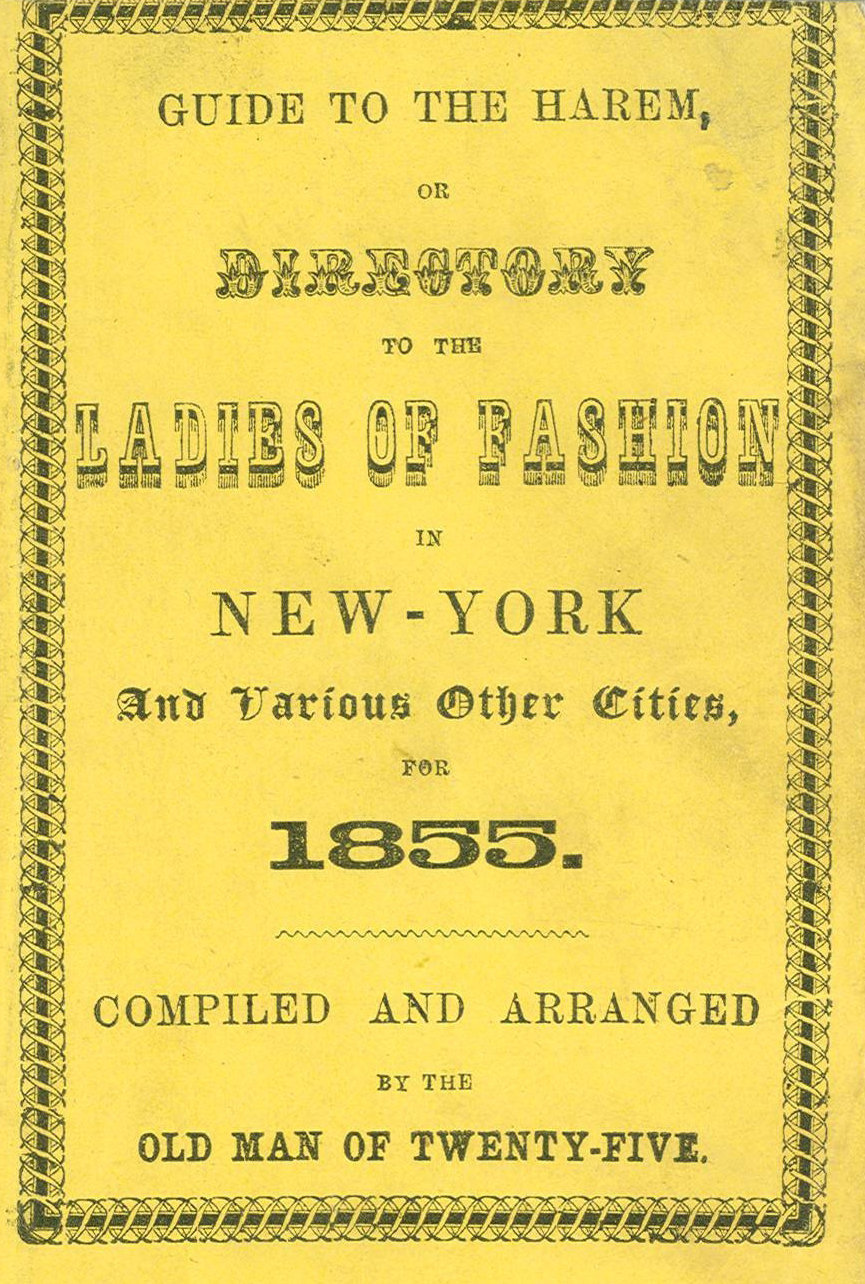 GUIDE TO THE HAREM,
OR
DIRECTORY
TO THE
LADIES OF FASHION
IN
NEW-YORK
And Various Other Cities,
FOR
1855.
COMPILED AND ARRANGED
BY THE
OLD MAN OF TWENTY-FIVE.